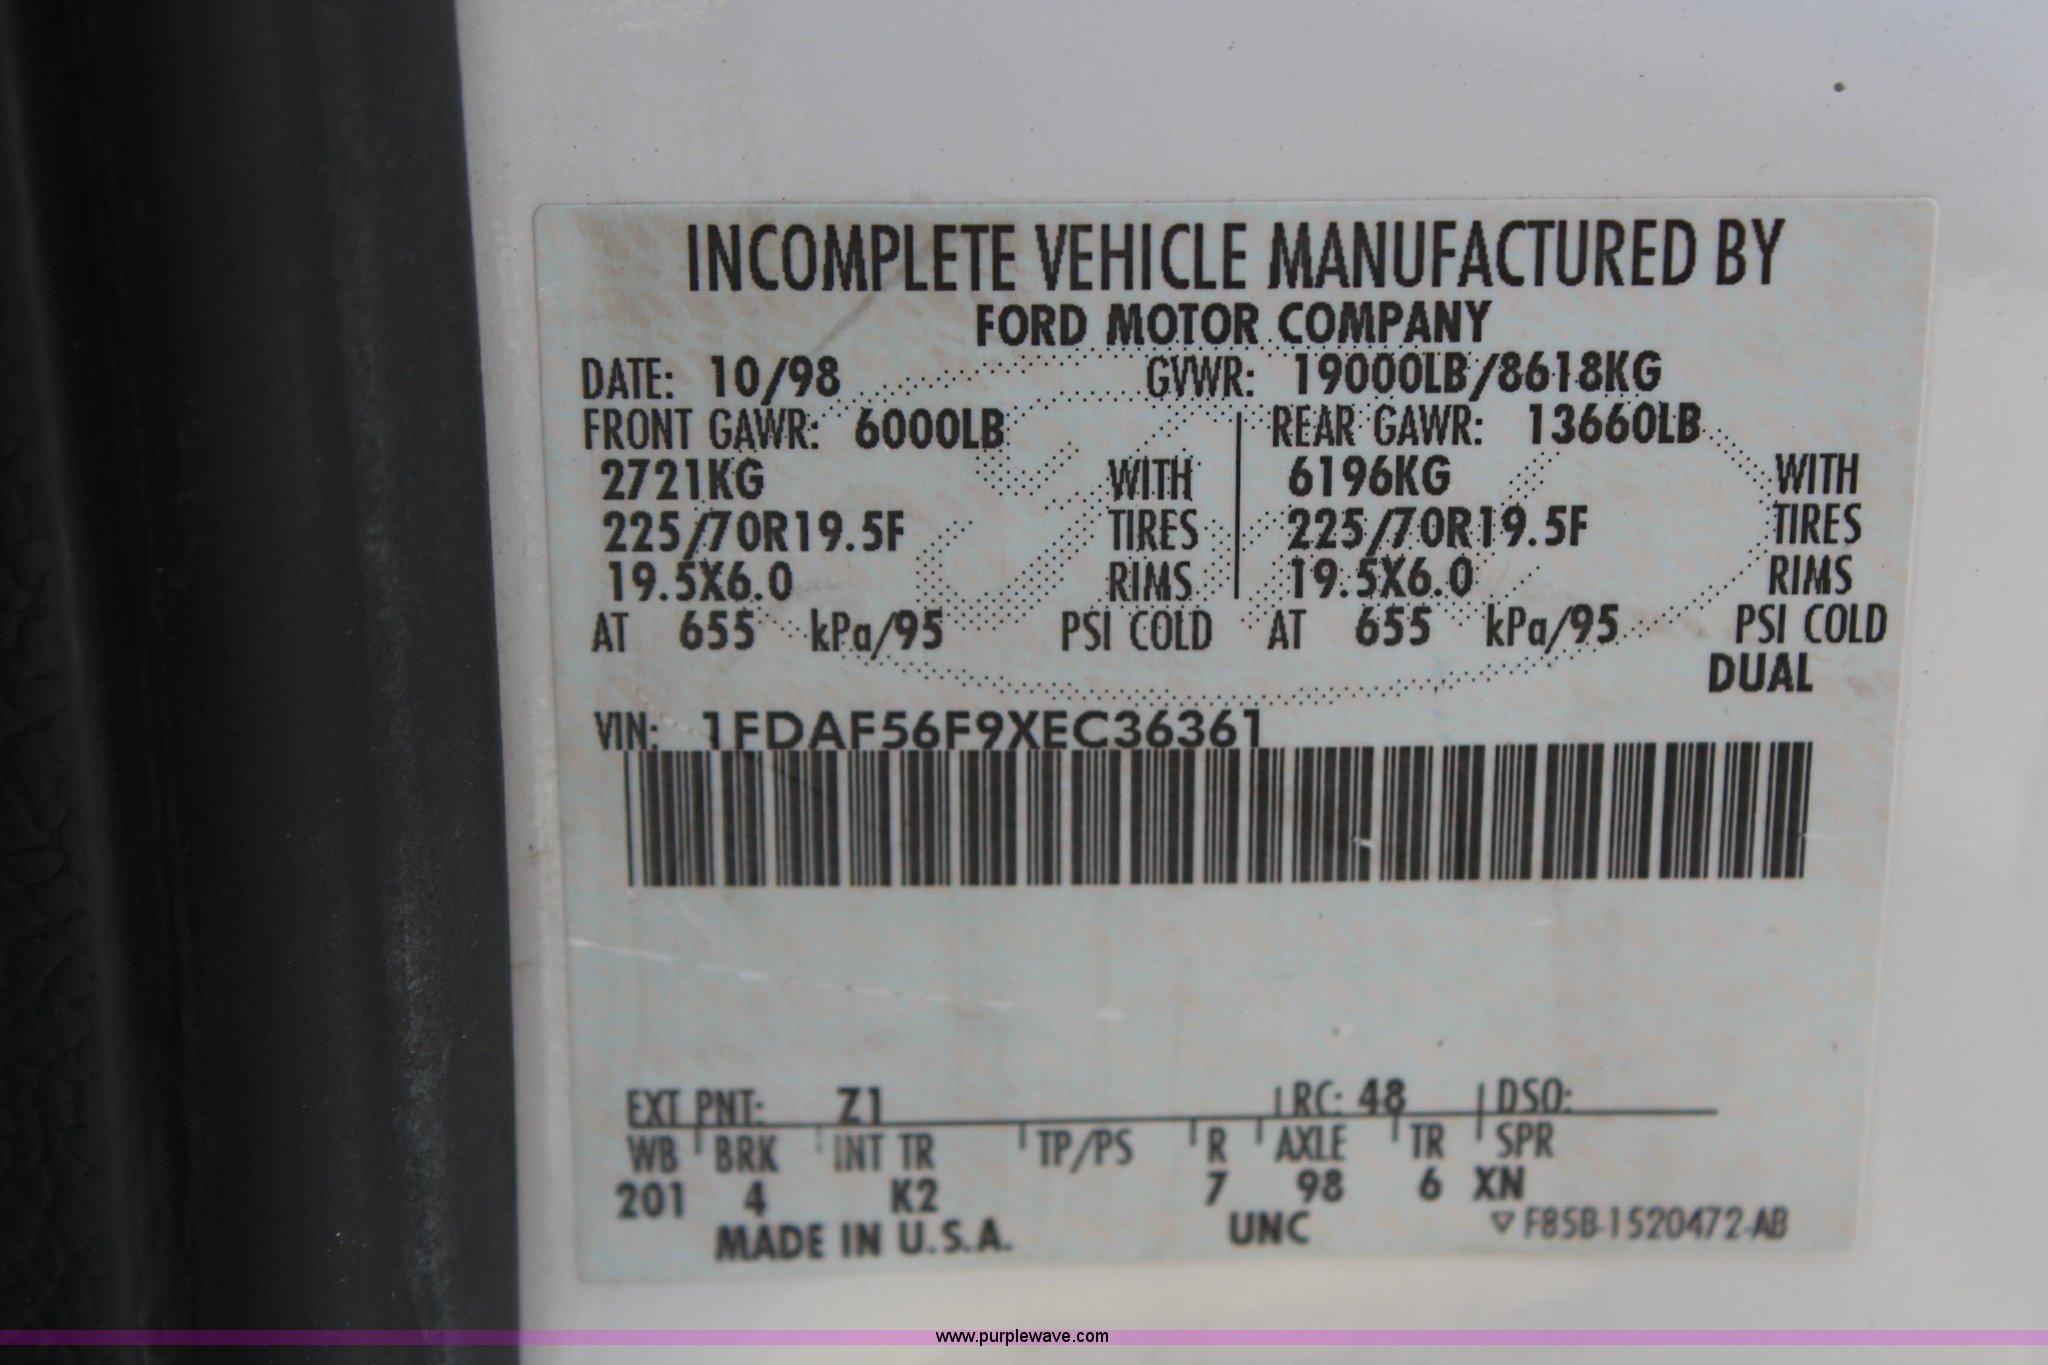 INCOMPLETE VEHICLE MANUFACTURED BY
FORD MOTOR COMPANY
DATE: 10/98 GVWR: 19000LB/8618KG
FRONT GAWR: 6000LB REAR GAWR: 13660LB
2721KG WITH 6196KG WITH
225/70R19.5F TIRES 225/70R19.5F TIRES
19.5X6.0 RIMS 19.5X6.0 RIMS
AT 655 kPa/95 PSI COLD AT 655 kPa/95 PSI COLD
DUAL
VIN: 1FDAF56F9XEC36361
EXT PNT: Z1 RC: 48 DSO:
WB BRK INT TR TP/PS R AXLE TR SPR
201 4 K2 7 98 6 XN
MADE IN U.S.A. UNC ▽ F85B-1520472-AB
www.purplewave.com